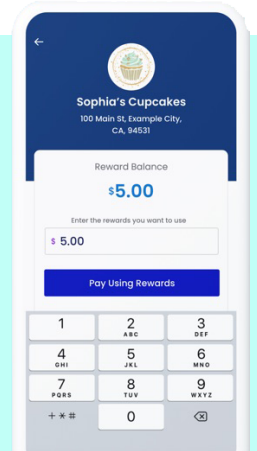 Sophia's Cupcakes
100 Main St, Example City,
CA, 94531
Reward Balance
$5.00
Enter the rewards you want to use
$ 5.00
Pay Using Rewards
1 2 3
ABC DEF
4 5 6
GHI JKL MNO
7 8 9
PQRS TUV WXYZ
+ * # 0